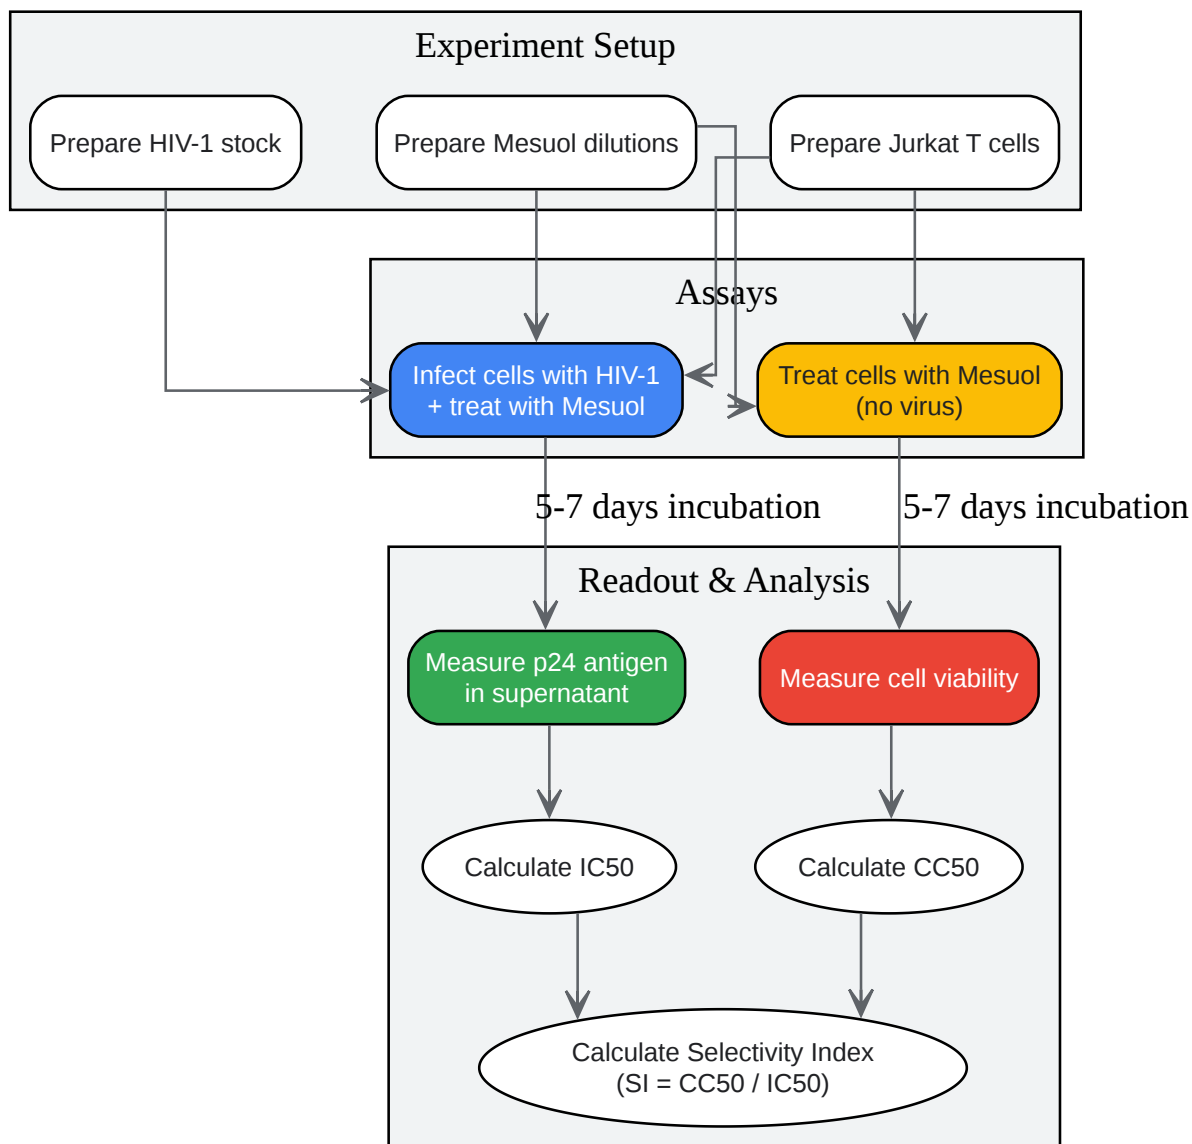 Experiment Setup
Prepare HIV-1 stock
Prepare Mesuol dilutions
Prepare Jurkat T cells
Assays
Infect cells with HIV-1
+ treat with Mesuol
Treat cells with Mesuol
(no virus)
5-7 days incubation
5-7 days incubation
Readout & Analysis
Measure p24 antigen
in supernatant
Measure cell viability
Calculate IC50
Calculate CC50
Calculate Selectivity Index
(SI = CC50 / IC50)